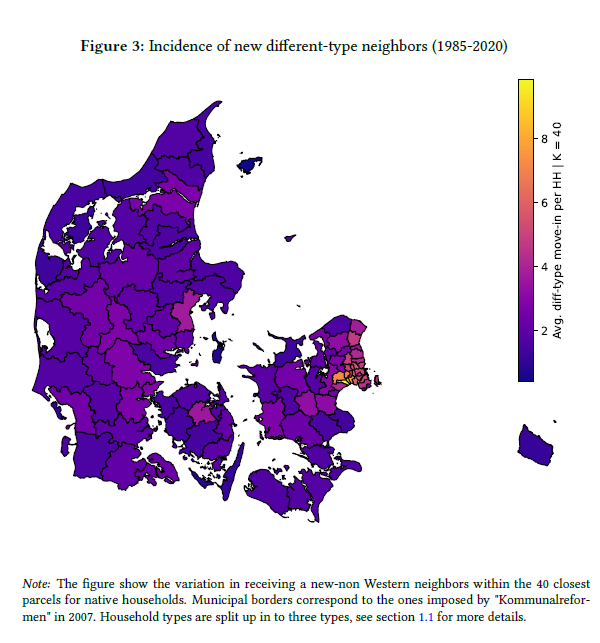 Figure 3: Incidence of new different-type neighbors (1985-2020)
8
6
4
2
Avg. diff-type move-in per HH | K = 40
Note: The figure show the variation in receiving a new-non Western neighbors within the 40 closest
parcels for native households. Municipal borders correspond to the ones imposed by "Kommunalrefor-
men" in 2007. Household types are split up in to three types, see section 1.1 for more details.